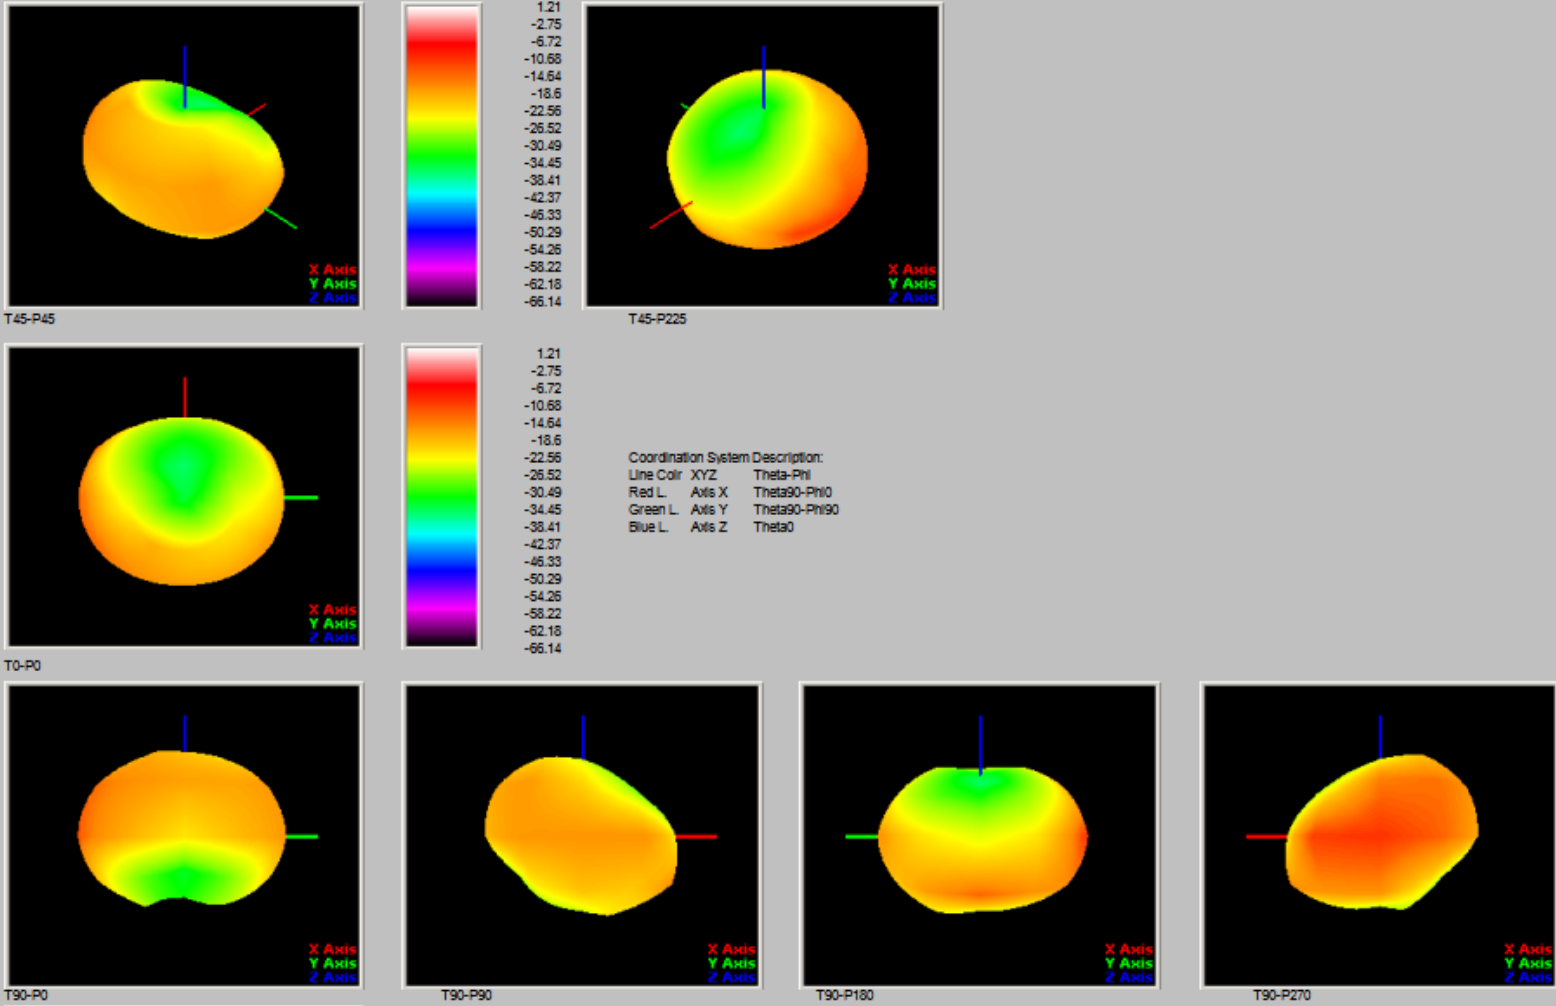 1.21
-2.75
-6.72
-10.68
-14.64
-18.6
-22.56
-26.52
-30.49
-34.45
-38.41
-42.37
-46.33
-50.29
-54.26
-58.22
-62.18
-66.14
X Axis
Y Axis
Z Axis
X Axis
Y Axis
Z Axis
T45-P45
T45-P225
1.21
-2.75
-6.72
-10.68
-14.64
-18.6
-22.56
-26.52
-30.49
-34.45
-38.41
-42.37
-46.33
-50.29
-54.26
-58.22
-62.18
-66.14
Coordination System Description:
Line Colr XYZ Theta-Phi
Red L. Axis X Theta90-Phi0
Green L. Axis Y Theta90-Phi90
Blue L. Axis Z Theta0
X Axis
Y Axis
Z Axis
T0-P0
X Axis
Y Axis
Z Axis
X Axis
Y Axis
Z Axis
X Axis
Y Axis
Z Axis
X Axis
Y Axis
Z Axis
T90-P0
T90-P90
T90-P180
T90-P270